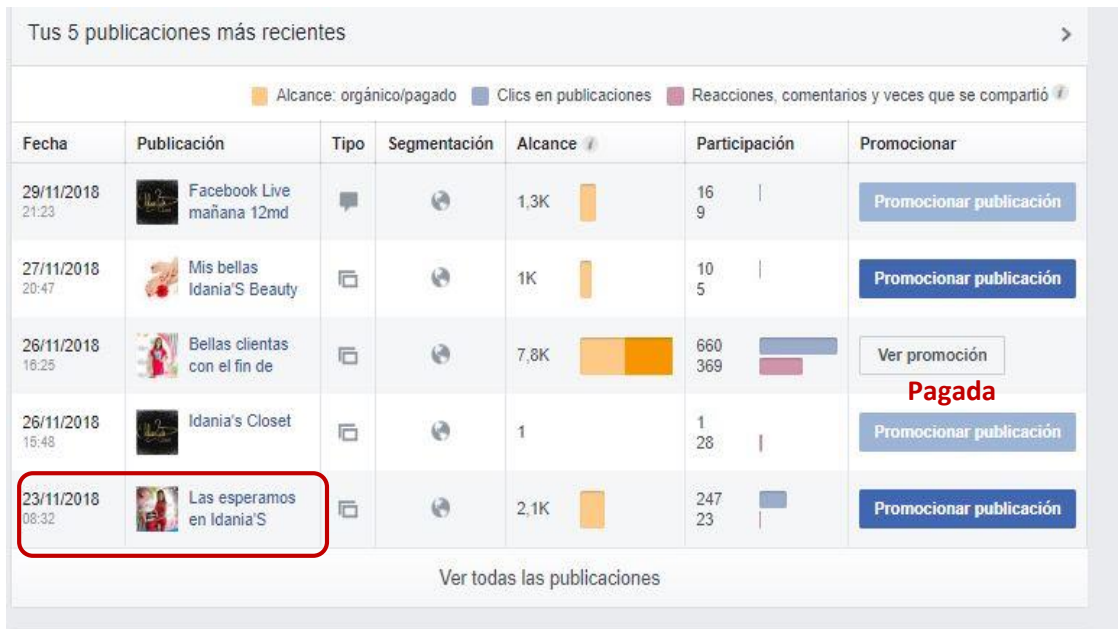 Tus 5 publicaciones más recientes
Alcance: orgánico/pagado Clics en publicaciones Reacciones, comentarios y veces que se compartió
Fecha Publicación Tipo Segmentación Alcance Participación Promocionar
29/11/2018 Facebook Live 1,3K 16 Promocionar publicación
21:23 mañana 12md 9
27/11/2018 Mis bellas 1K 10 Promocionar publicación
20:47 Idania'S Beauty 5
26/11/2018 Bellas clientas 7,8K 660 Ver promoción
16:25 con el fin de 369
Pagada
26/11/2018 Idania's Closet 1 1 Promocionar publicación
15:48 28
23/11/2018 Las esperamos 2,1K 247 Promocionar publicación
08:32 en Idania'S 23
Ver todas las publicaciones